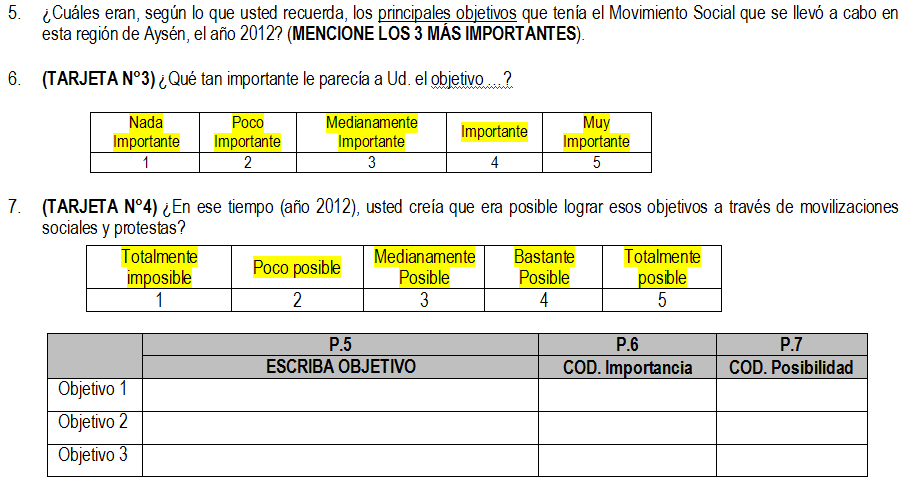 5. ¿Cuáles eran, según lo que usted recuerda, los principales objetivos que tenía el Movimiento Social que se llevó a cabo en
esta región de Aysén, el año 2012? (MENCIONE LOS 3 MÁS IMPORTANTES).
6. (TARJETA Nº3) ¿Qué tan importante le parecía a Ud. el objetivo ...?
Nada Importante Poco Importante Medianamente Importante Importante Muy Importante
1 2 3 4 5
7. (TARJETA Nº4) ¿En ese tiempo (año 2012), usted creía que era posible lograr esos objetivos a través de movilizaciones
sociales y protestas?
Totalmente imposible Poco posible Medianamente Posible Bastante Posible Totalmente posible
1 2 3 4 5
P.5 P.6 P.7
ESCRIBA OBJETIVO COD. Importancia COD. Posibilidad
Objetivo 1
Objetivo 2
Objetivo 3